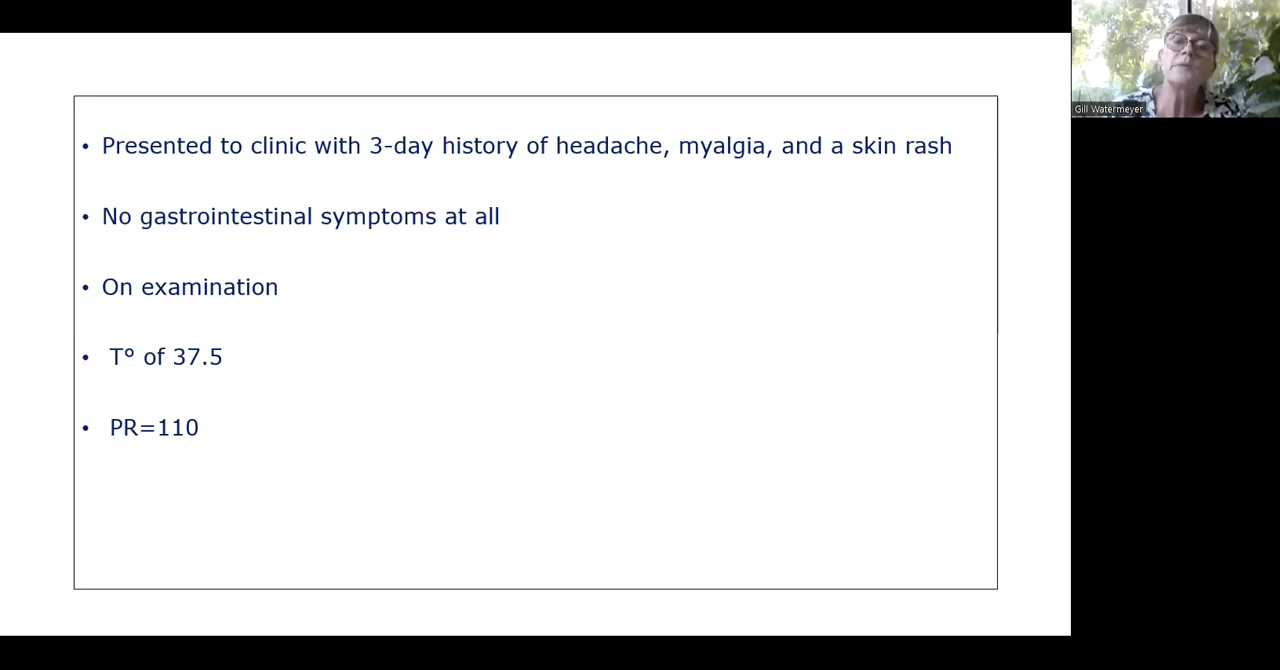 • Presented to clinic with 3-day history of headache, myalgia, and a skin rash
• No gastrointestinal symptoms at all
• On examination
• T° of 37.5
• PR=110
Gill Watermeyer